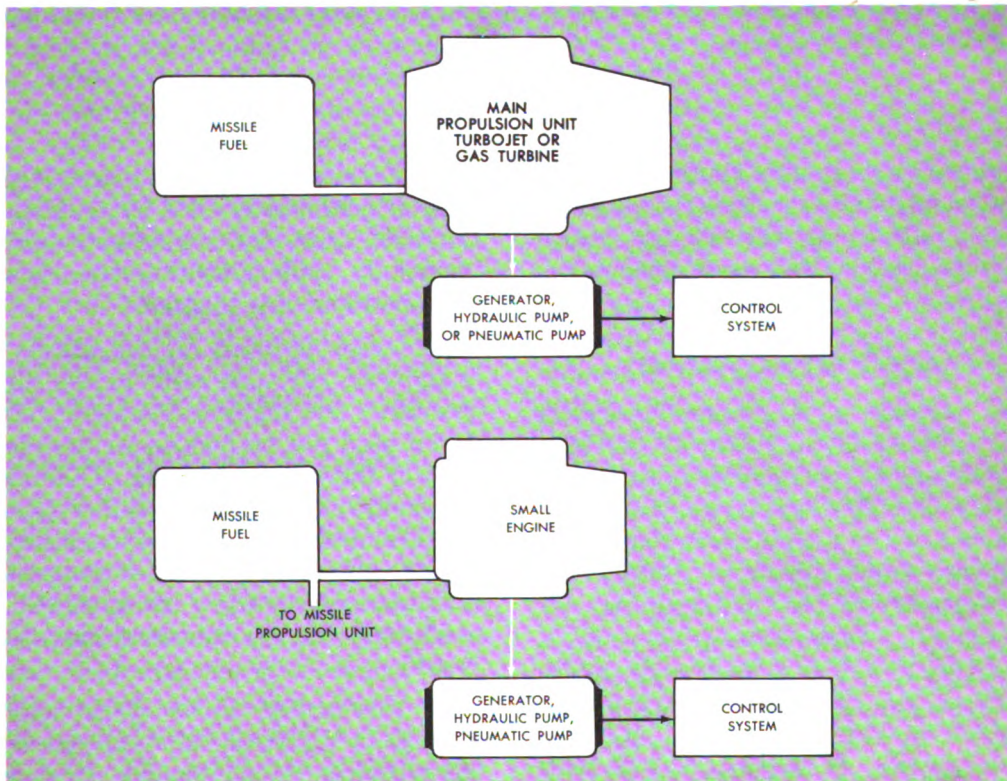 MISSILE
FUEL
MAIN
PROPULSION UNIT
TURBOJET OR
GAS TURBINE
GENERATOR,
HYDRAULIC PUMP,
OR PNEUMATIC PUMP
CONTROL
SYSTEM
MISSILE
FUEL
SMALL
ENGINE
TO MISSILE
PROPULSION UNIT
GENERATOR,
HYDRAULIC PUMP,
PNEUMATIC PUMP
CONTROL
SYSTEM